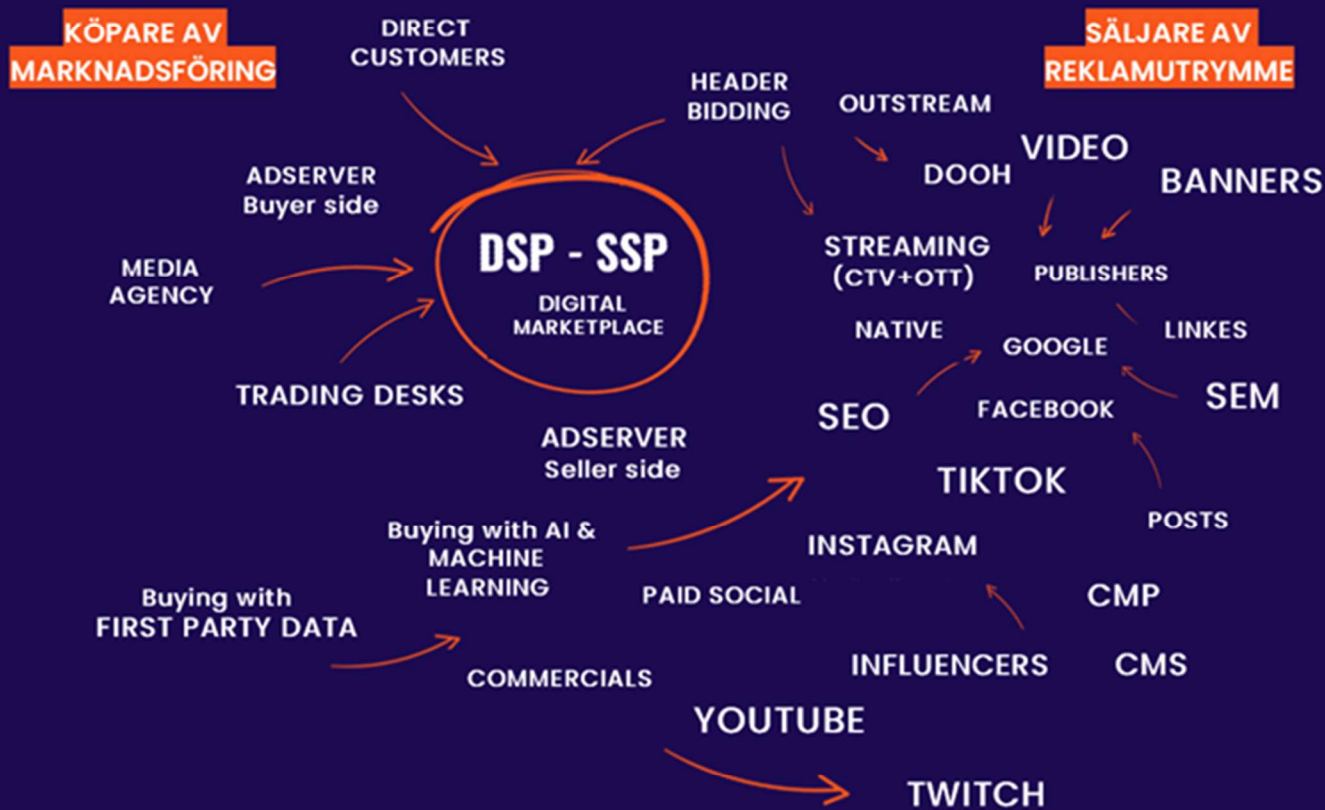 KÖPARE AV
MARKNADSFÖRING
DIRECT
CUSTOMERS
SÄLJARE AV
REKLAMUTRYMME
HEADER
BIDDING
OUTSTREAM
VIDEO
DOOH
BANNERS
ADSERVER
Buyer side
DSP - SSP
DIGITAL
MARKETPLACE
STREAMING
(CTV+OTT)
PUBLISHERS
MEDIA
AGENCY
NATIVE
GOOGLE
LINKES
TRADING DESKS
SEO
FACEBOOK
SEM
ADSERVER
Seller side
TIKTOK
POSTS
Buying with AI &
MACHINE
LEARNING
INSTAGRAM
PAID SOCIAL
CMP
Buying with
FIRST PARTY DATA
COMMERCIALS
INFLUENCERS
CMS
YOUTUBE
TWITCH